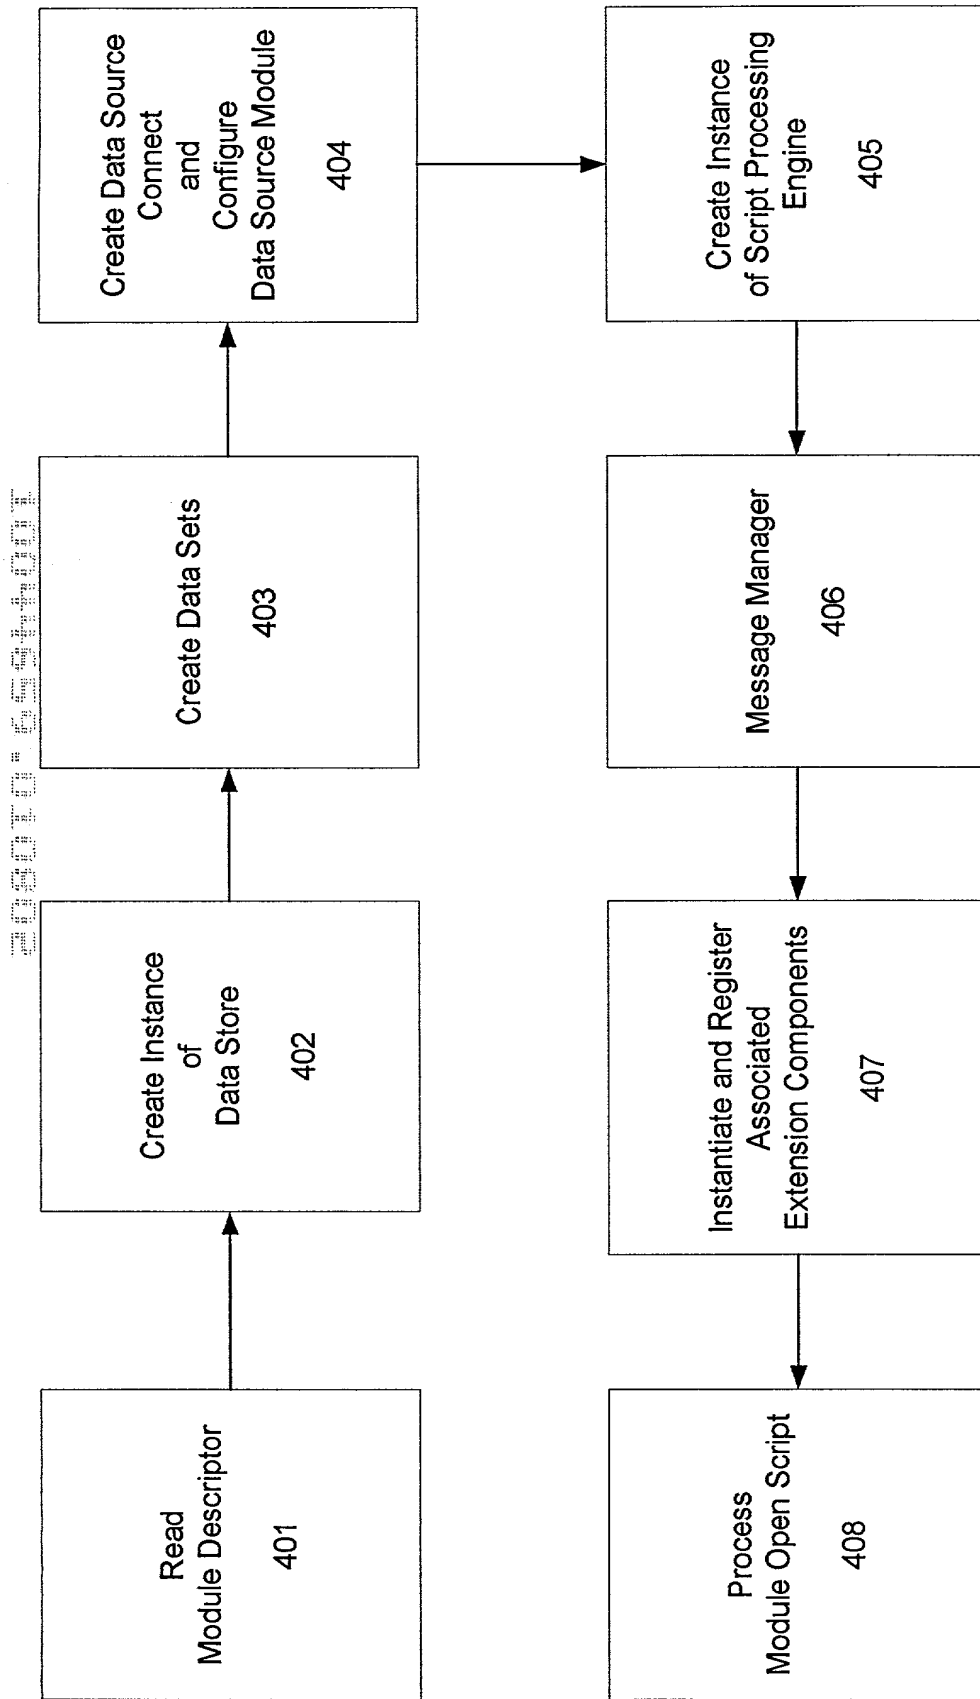 Read
Module Descriptor
401
Create Instance
of
Data Store
402
Create Data Sets
403
Create Data Source
Connect
and
Configure
Data Source Module
404
Create Instance
of Script Processing
Engine
405
Message Manager
406
Instantiate and Register
Associated
Extension Components
407
Process
Module Open Script
408